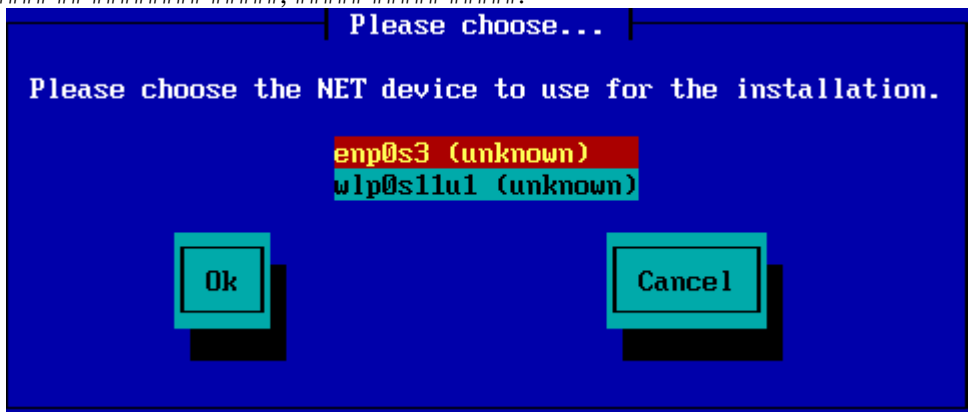 Please choose...
Please choose the NET device to use for the installation.
enp0s3 (unknown)
wlp0s11u1 (unknown)
Ok
Cancel